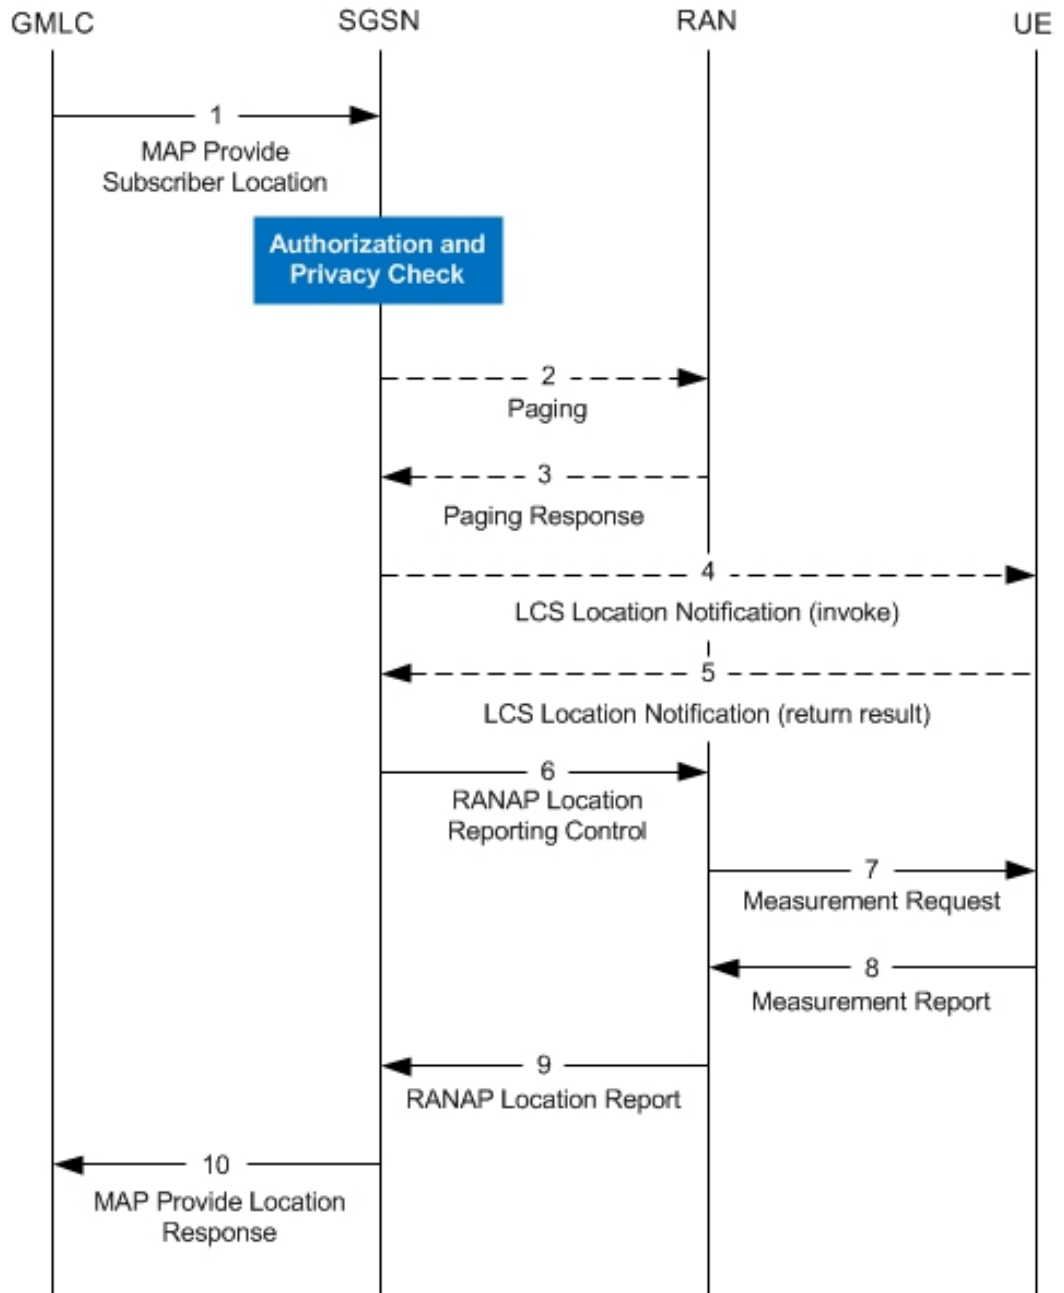 GMLC
SGSN
RAN
UE
1
MAP Provide
Subscriber Location
Authorization and
Privacy Check
2
Paging
3
Paging Response
4
LCS Location Notification (invoke)
5
LCS Location Notification (return result)
6
RANAP Location
Reporting Control
7
Measurement Request
8
Measurement Report
9
RANAP Location Report
10
MAP Provide Location
Response